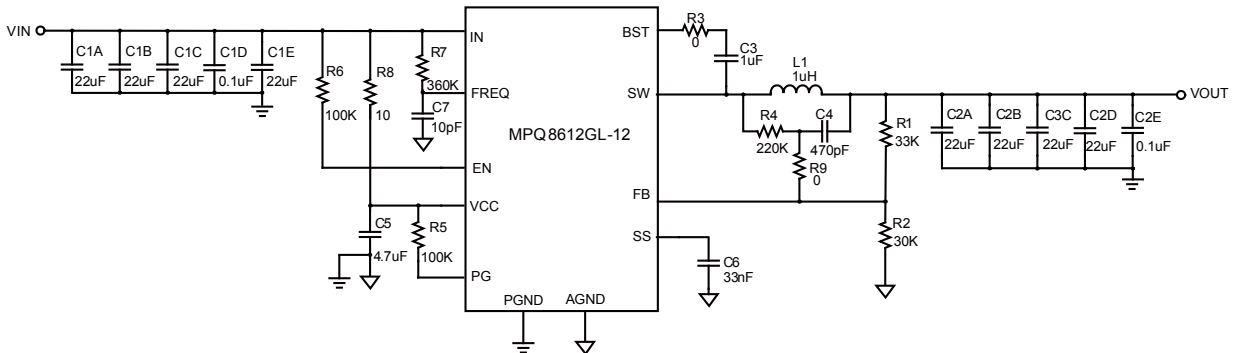 VIN
C1A
22uF
C1B
22uF
C1C
22uF
C1D
0.1uF
C1E
22uF
R6
100K
R8
10
R7
360K
C7
10pF
C5
4.7uF
R5
100K
IN
FREQ
EN
VCC
PG
PGND
AGND
MPQ8612GL-12
BST
SW
FB
SS
R3
0
C3
1uF
L1
1uH
R4
220K
C4
470pF
R9
0
R1
33K
R2
30K
C6
33nF
C2A
22uF
C2B
22uF
C3C
22uF
C2D
22uF
C2E
0.1uF
VOUT